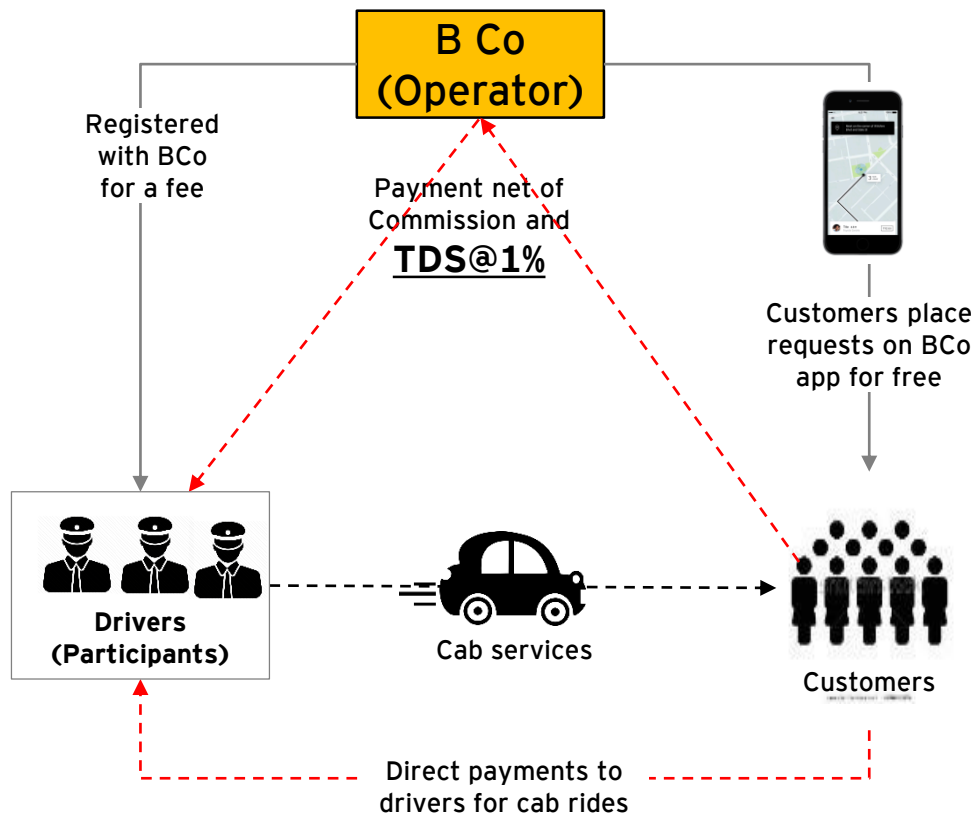 B Co
(Operator)
Registered
with BCo
for a fee
Payment net of
Commission and
TDS@1%
Customers place
requests on BCo
app for free
Drivers
(Participants)
Cab services
Customers
Direct payments to
drivers for cab rides